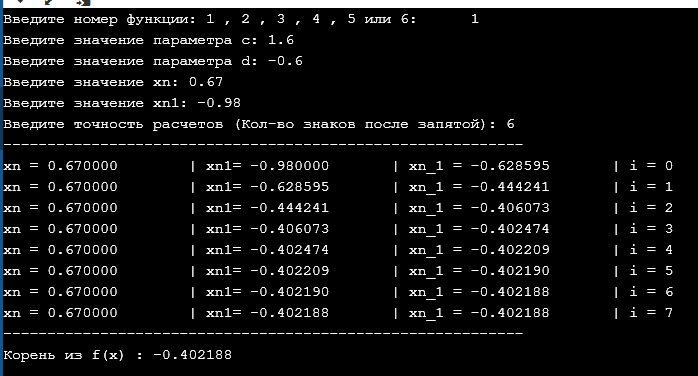 Введите номер функции: 1 , 2 , 3 , 4 , 5 или 6: 1
Введите значение параметра c: 1.6
Введите значение параметра d: -0.6
Введите значение xn: 0.67
Введите значение xn1: -0.98
Введите точность расчетов (Кол-во знаков после запятой): 6
-----------------------------------------------------------
xn = 0.670000 | xn1= -0.980000 | xn_1 = -0.628595 | i = 0
xn = 0.670000 | xn1= -0.628595 | xn_1 = -0.444241 | i = 1
xn = 0.670000 | xn1= -0.444241 | xn_1 = -0.406073 | i = 2
xn = 0.670000 | xn1= -0.406073 | xn_1 = -0.402474 | i = 3
xn = 0.670000 | xn1= -0.402474 | xn_1 = -0.402209 | i = 4
xn = 0.670000 | xn1= -0.402209 | xn_1 = -0.402190 | i = 5
xn = 0.670000 | xn1= -0.402190 | xn_1 = -0.402188 | i = 6
xn = 0.670000 | xn1= -0.402188 | xn_1 = -0.402188 | i = 7
-----------------------------------------------------------
Корень из f(x) : -0.402188